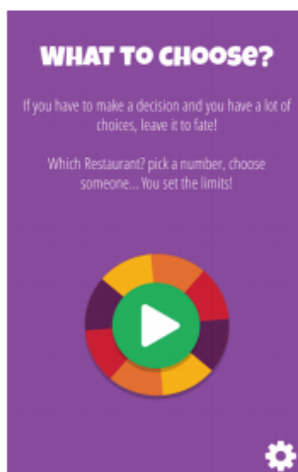 WHAT TO CHOOSE?
If you have to make a decision and you have a lot of
choices, leave it to fate!
Which Restaurant? pick a number, choose
someone... You set the limits!